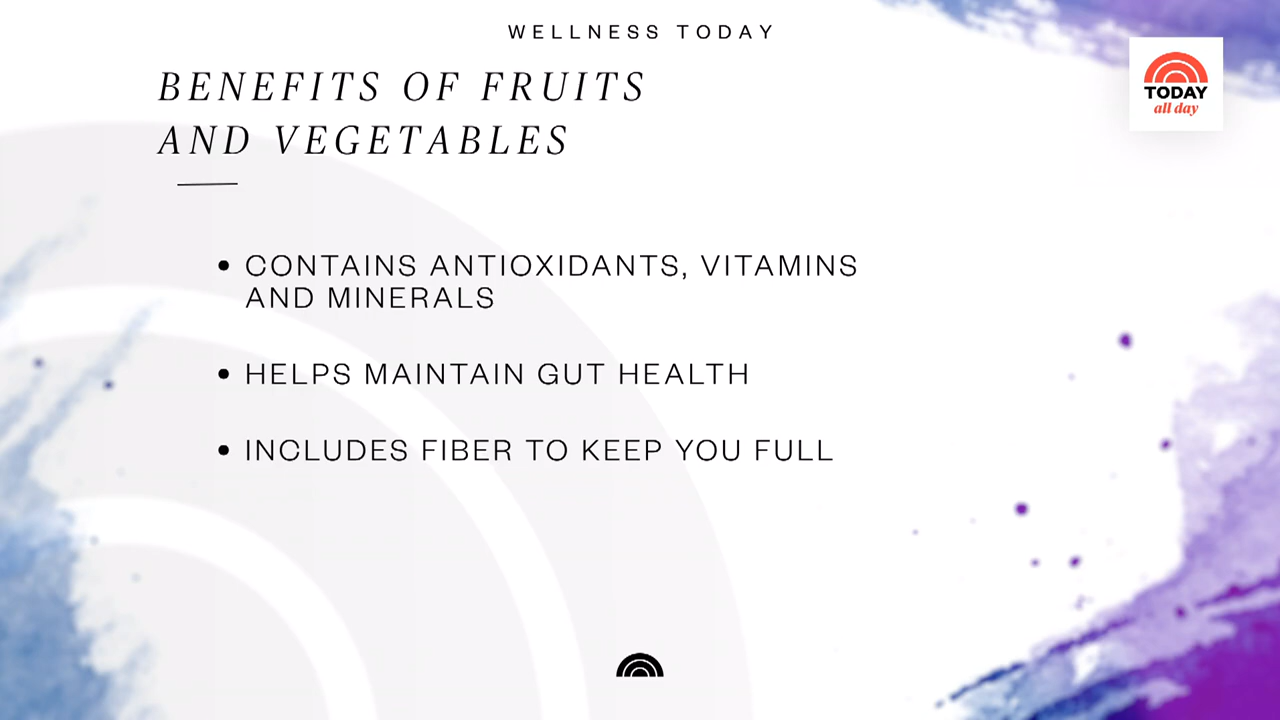 WELLNESS TODAY
BENEFITS OF FRUITS
AND VEGETABLES
TODAY
all day
• CONTAINS ANTIOXIDANTS, VITAMINS
AND MINERALS
• HELPS MAINTAIN GUT HEALTH
• INCLUDES FIBER TO KEEP YOU FULL